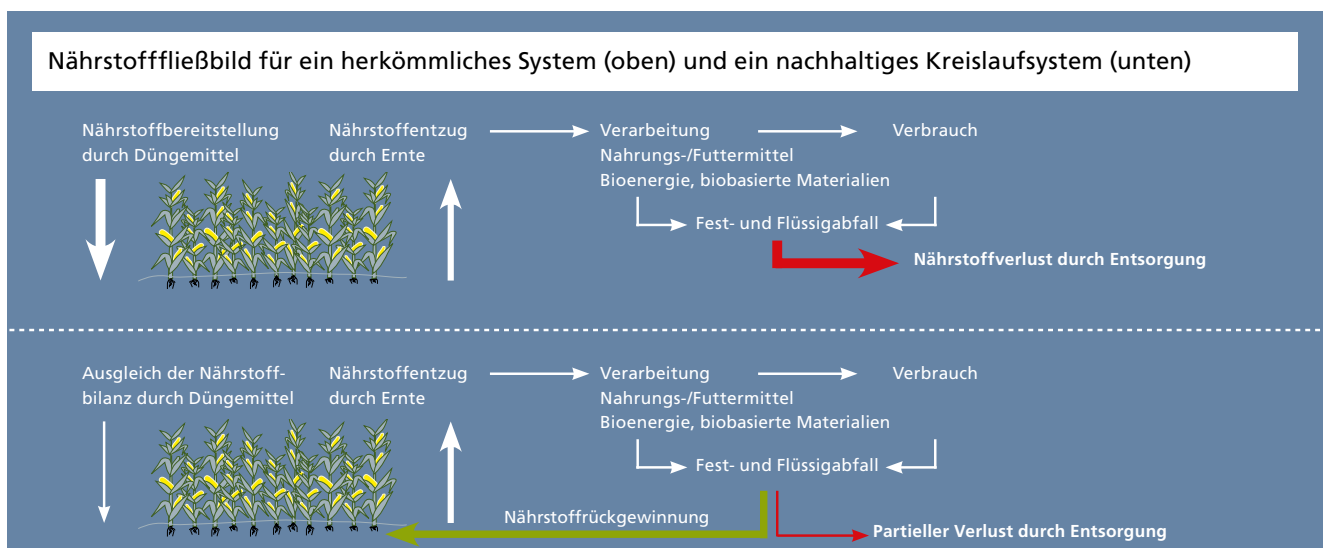 Nährstofffließbild für ein herkömmliches System (oben) und ein nachhaltiges Kreislaufsystem (unten)
Nährstoffbereitstellung
durch Düngemittel
Nährstoffentzug
durch Ernte
Verarbeitung
Nahrungs-/Futtermittel
Bioenergie, biobasierte Materialien
Verbrauch
Fest- und Flüssigabfall
Nährstoffverlust durch Entsorgung
Ausgleich der Nährstoff-
bilanz durch Düngemittel
Nährstoffentzug
durch Ernte
Verarbeitung
Nahrungs-/Futtermittel
Bioenergie, biobasierte Materialien
Verbrauch
Fest- und Flüssigabfall
Nährstoffrückgewinnung
Partieller Verlust durch Entsorgung